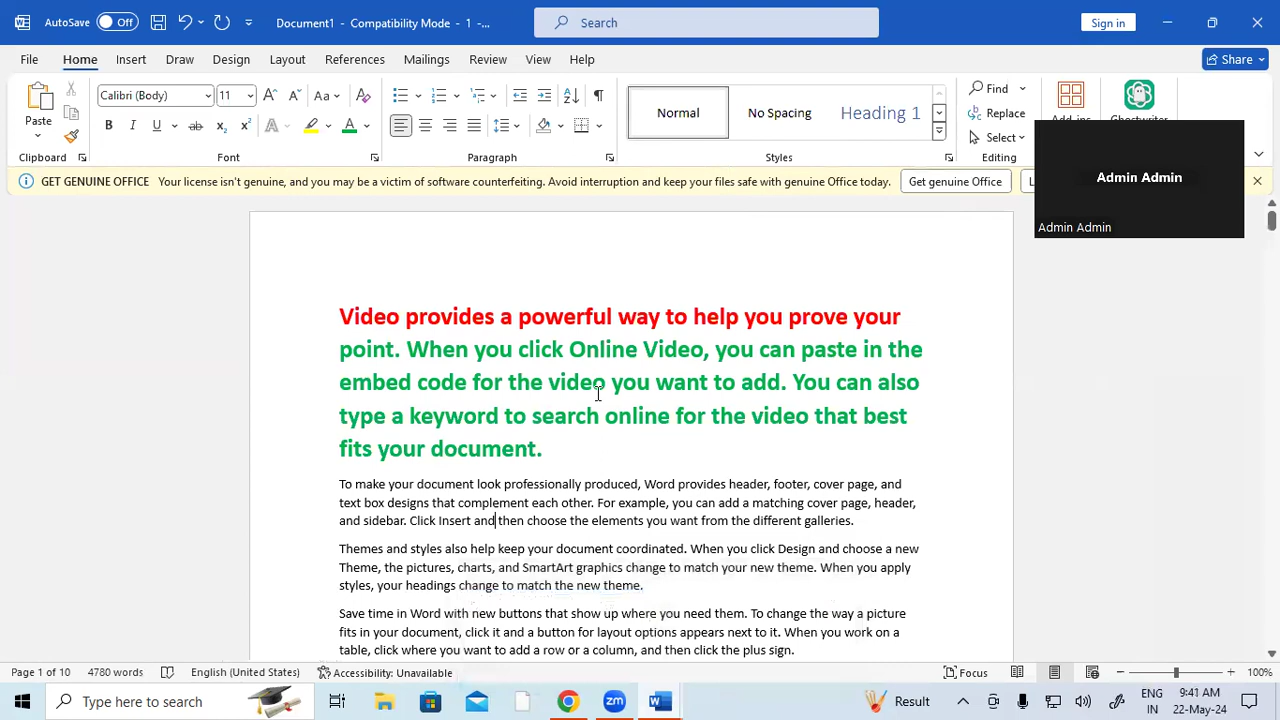 AutoSave Off Document1 - Compatibility Mode - 1 -... Search Sign in
File Home Insert Draw Design Layout References Mailings Review View Help Share
Paste Calibri (Body) 11 Aa Normal No Spacing Heading 1 Find Replace Select Add-ins Ghostwriter
Clipboard Font Paragraph Styles Editing
GET GENUINE OFFICE Your license isn't genuine, and you may be a victim of software counterfeiting. Avoid interruption and keep your files safe with genuine Office today. Get genuine Office
Admin Admin
Admin Admin
Video provides a powerful way to help you prove your
point. When you click Online Video, you can paste in the
embed code for the video you want to add. You can also
type a keyword to search online for the video that best
fits your document.
To make your document look professionally produced, Word provides header, footer, cover page, and
text box designs that complement each other. For example, you can add a matching cover page, header,
and sidebar. Click Insert and then choose the elements you want from the different galleries.
Themes and styles also help keep your document coordinated. When you click Design and choose a new
Theme, the pictures, charts, and SmartArt graphics change to match your new theme. When you apply
styles, your headings change to match the new theme.
Save time in Word with new buttons that show up where you need them. To change the way a picture
fits in your document, click it and a button for layout options appears next to it. When you work on a
table, click where you want to add a row or a column, and then click the plus sign.
Page 1 of 10 4780 words English (United States) Accessibility: Unavailable Focus 100%
Type here to search zm Result ENG IN 9:41 AM 22-May-24